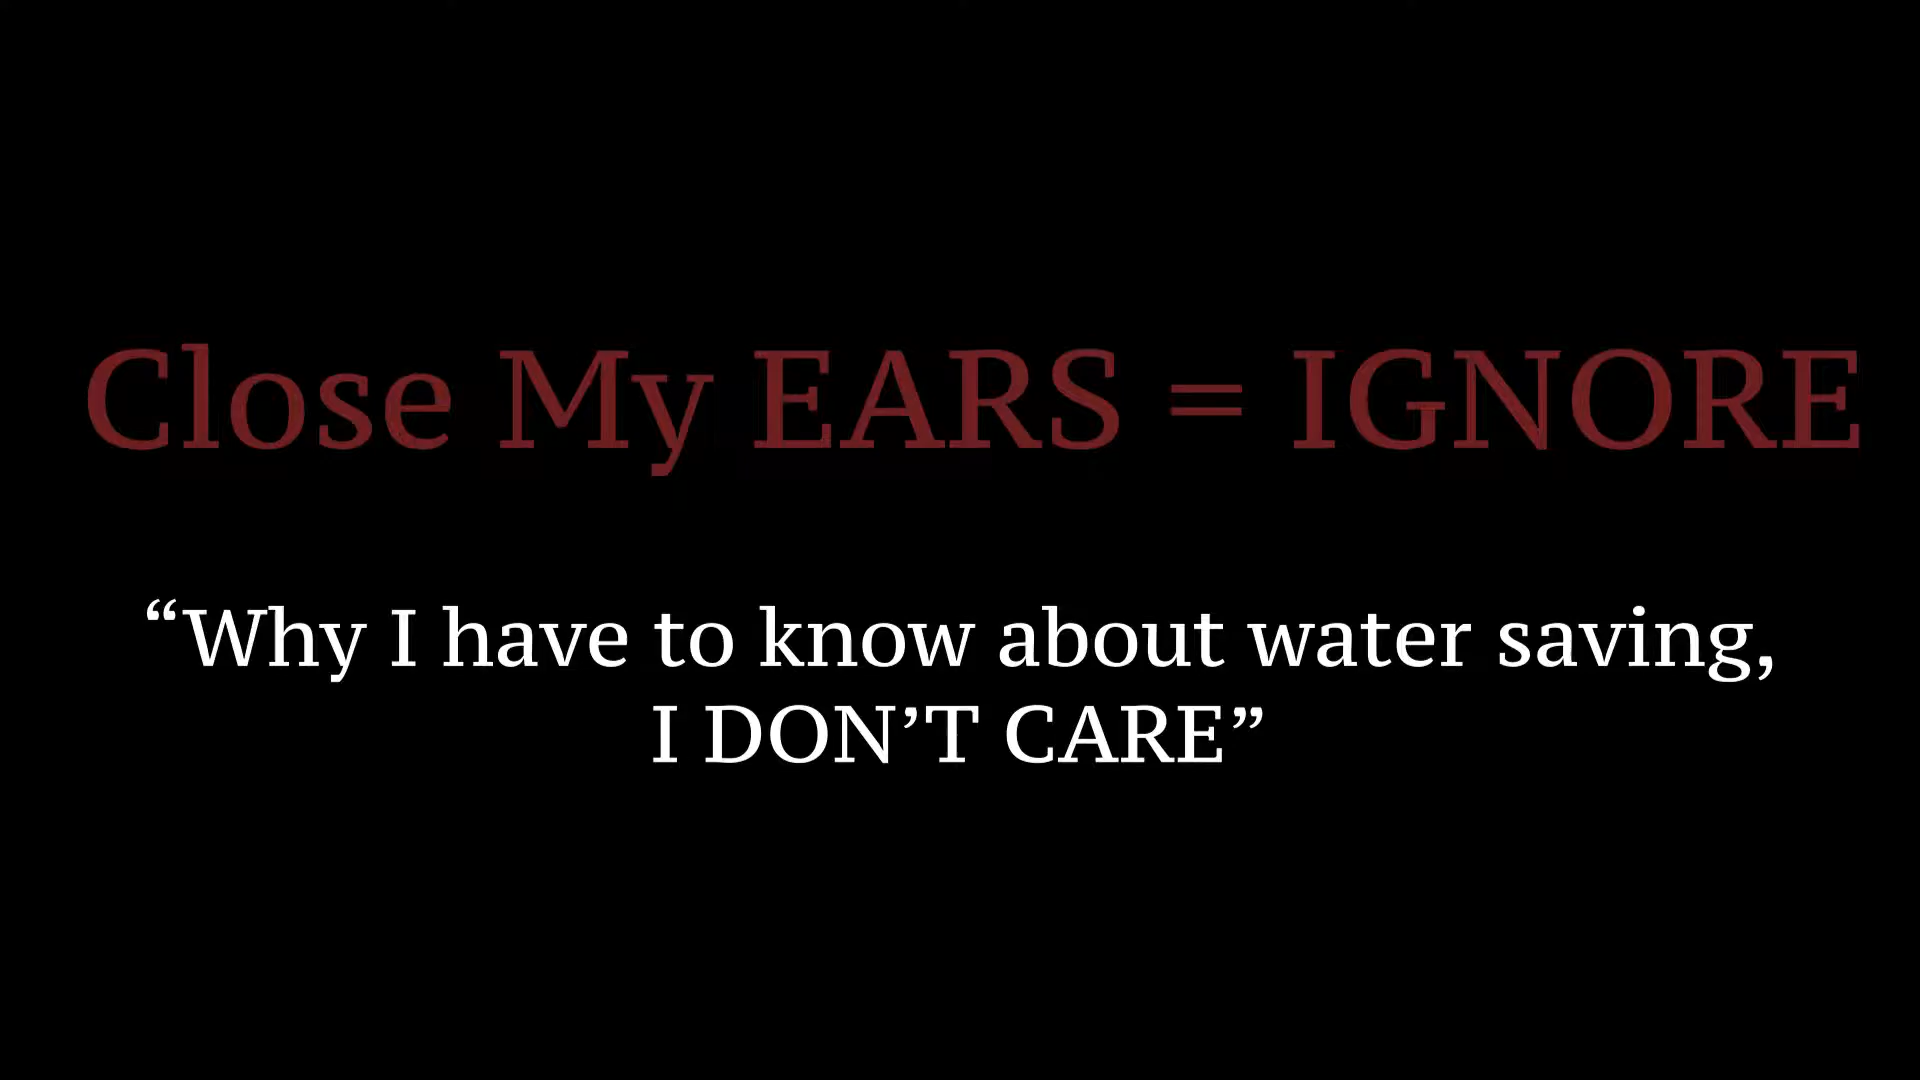 Close My EARS = IGNORE
“Why I have to know about water saving,
I DON’T CARE”